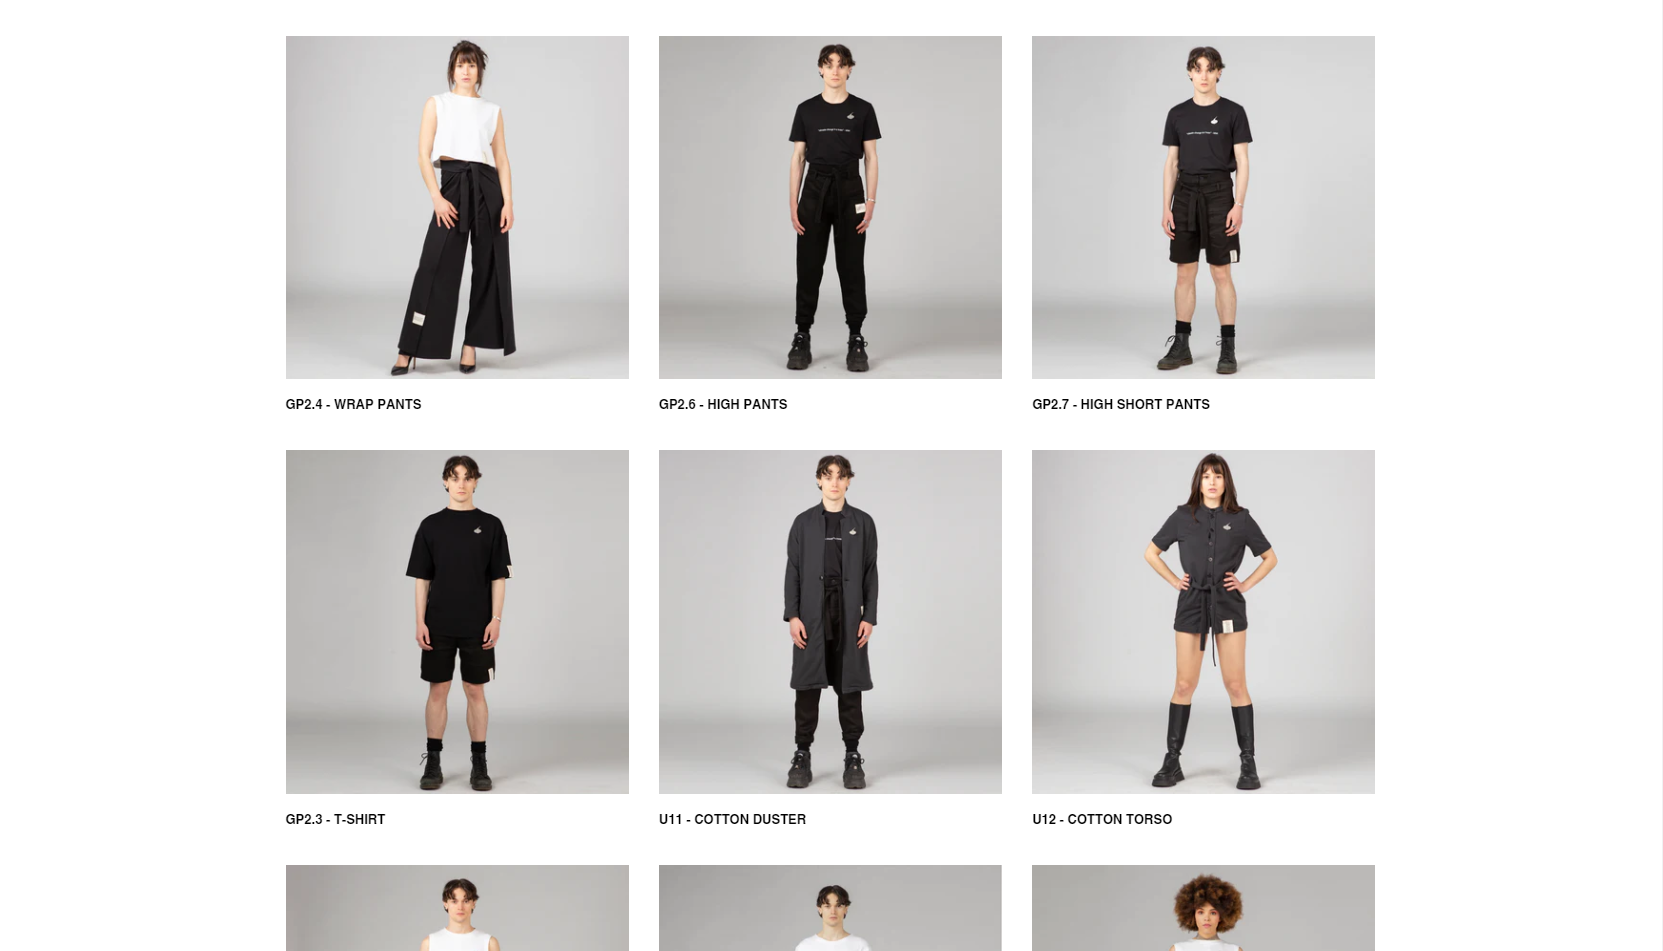 GP2.4 - WRAP PANTS
GP2.6 - HIGH PANTS
GP2.7 - HIGH SHORT PANTS
GP2.3 - T-SHIRT
U11 - COTTON DUSTER
U12 - COTTON TORSO